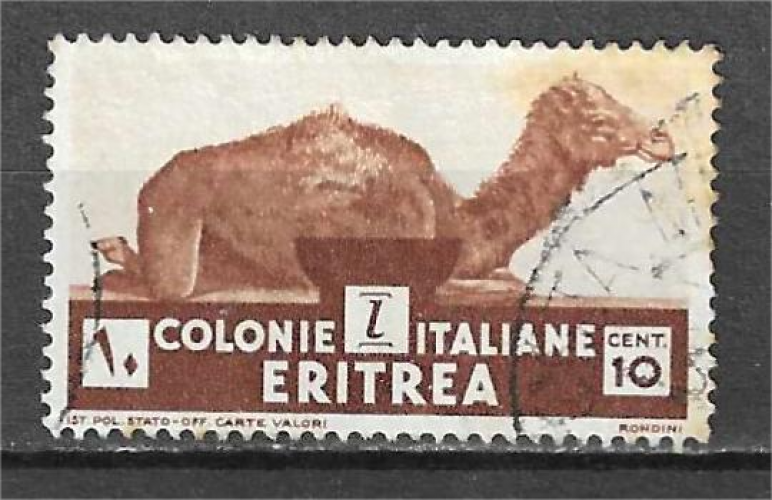 ፲
١٠ COLONIE ITALIANE CENT. 10
ERITREA
IST. POL. STATO-OFF. CARTE VALORI RONDINI